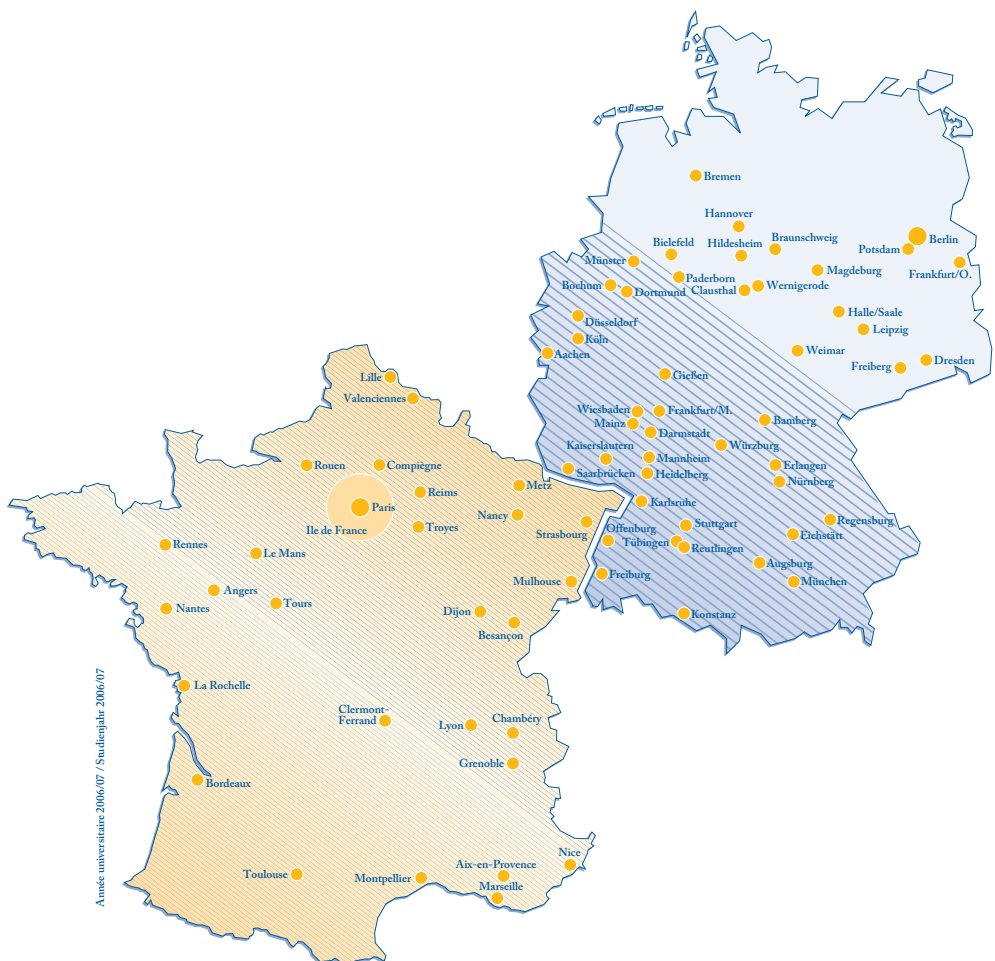 Bremen
Hannover
Bielefeld
Hildesheim
Braunschweig
Berlin
Potsdam
Münster
Magdeburg
Frankfurt/O.
Paderborn
Bochum
Dortmund
Clausthal
Wernigerode
Halle/Saale
Düsseldorf
Leipzig
Köln
Aachen
Weimar
Freiberg
Dresden
Gießen
Wiesbaden
Frankfurt/M.
Mainz
Bamberg
Darmstadt
Kaiserslautern
Würzburg
Mannheim
Erlangen
Saarbrücken
Heidelberg
Nürnberg
Karlsruhe
Regensburg
Offenburg
Stuttgart
Eichstätt
Tübingen
Reutlingen
Augsburg
Freiburg
München
Konstanz
Lille
Valenciennes
Rouen
Compiègne
Reims
Metz
Paris
Nancy
Ile de France
Troyes
Strasbourg
Rennes
Le Mans
Mulhouse
Angers
Tours
Nantes
Dijon
Besançon
La Rochelle
Clermont-
Ferrand
Lyon
Chambéry
Grenoble
Bordeaux
Nice
Toulouse
Montpellier
Aix-en-Provence
Marseille
Année universitaire 2006/07 / Studienjahr 2006/07